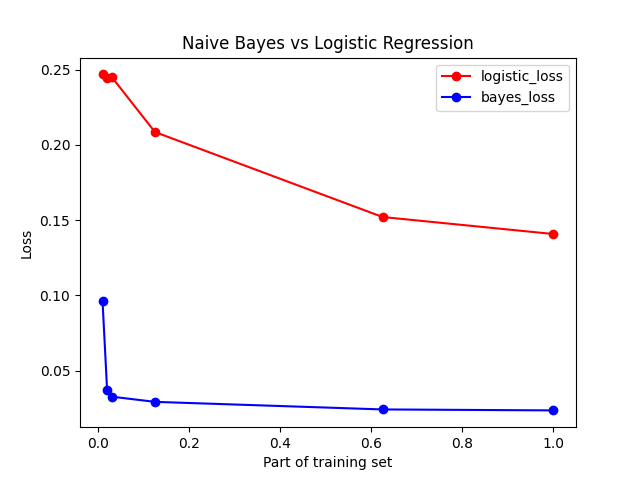 Naive Bayes vs Logistic Regression
logistic_loss
bayes_loss
0.25
0.20
0.15
0.10
0.05
Loss
0.0
0.2
0.4
0.6
0.8
1.0
Part of training set